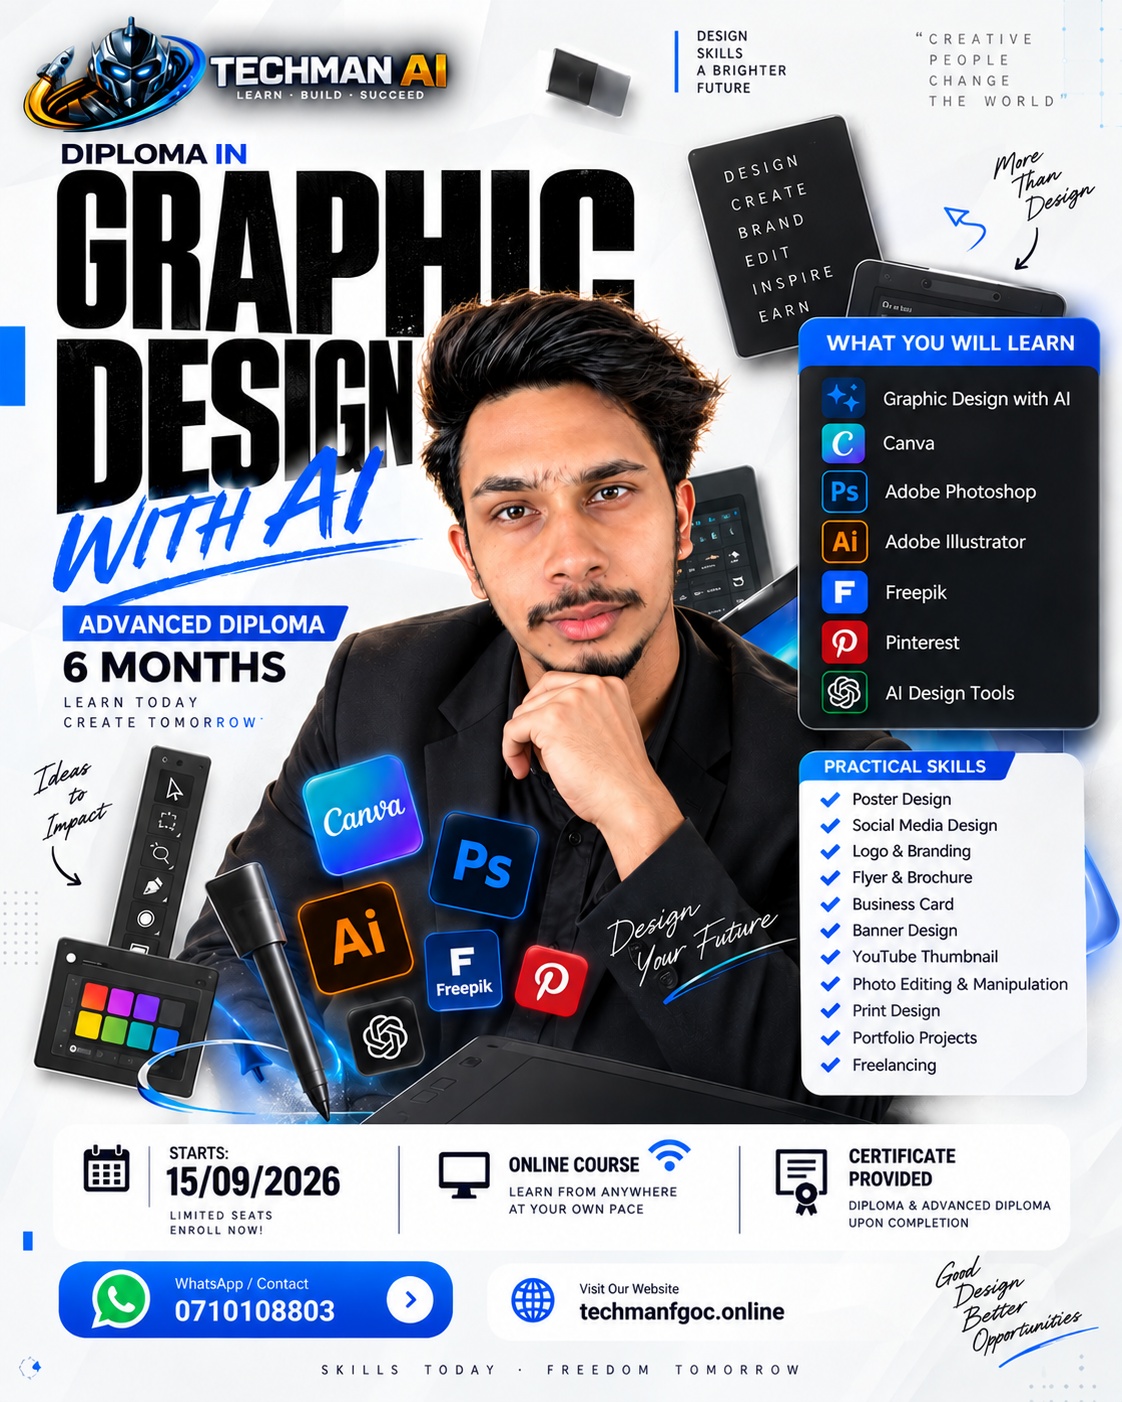 TECHMAN AI
LEARN · BUILD · SUCCEED
DESIGN
SKILLS
A BRIGHTER
FUTURE
“CREATIVE
PEOPLE
CHANGE
THE WORLD”
DIPLOMA IN
GRAPHIC
DESIGN
WITH AI
DESIGN
CREATE
BRAND
EDIT
INSPIRE
EARN
More
Than
Design
WHAT YOU WILL LEARN
Graphic Design with AI
C
Canva
Ps
Adobe Photoshop
Ai
Adobe Illustrator
F
Freepik
Pinterest
AI Design Tools
ADVANCED DIPLOMA
6 MONTHS
LEARN TODAY
CREATE TOMORROW
Ideas
to
Impact
Canva
Ps
Ai
F
Freepik
Design
Your Future
PRACTICAL SKILLS
Poster Design
Social Media Design
Logo & Branding
Flyer & Brochure
Business Card
Banner Design
YouTube Thumbnail
Photo Editing & Manipulation
Print Design
Portfolio Projects
Freelancing
STARTS:
15/09/2026
LIMITED SEATS
ENROLL NOW!
ONLINE COURSE
LEARN FROM ANYWHERE
AT YOUR OWN PACE
CERTIFICATE
PROVIDED
DIPLOMA & ADVANCED DIPLOMA
UPON COMPLETION
WhatsApp / Contact
0710108803
Visit Our Website
techmanfgoc.online
Good
Design
Better
Opportunities
SKILLS TODAY · FREEDOM TOMORROW